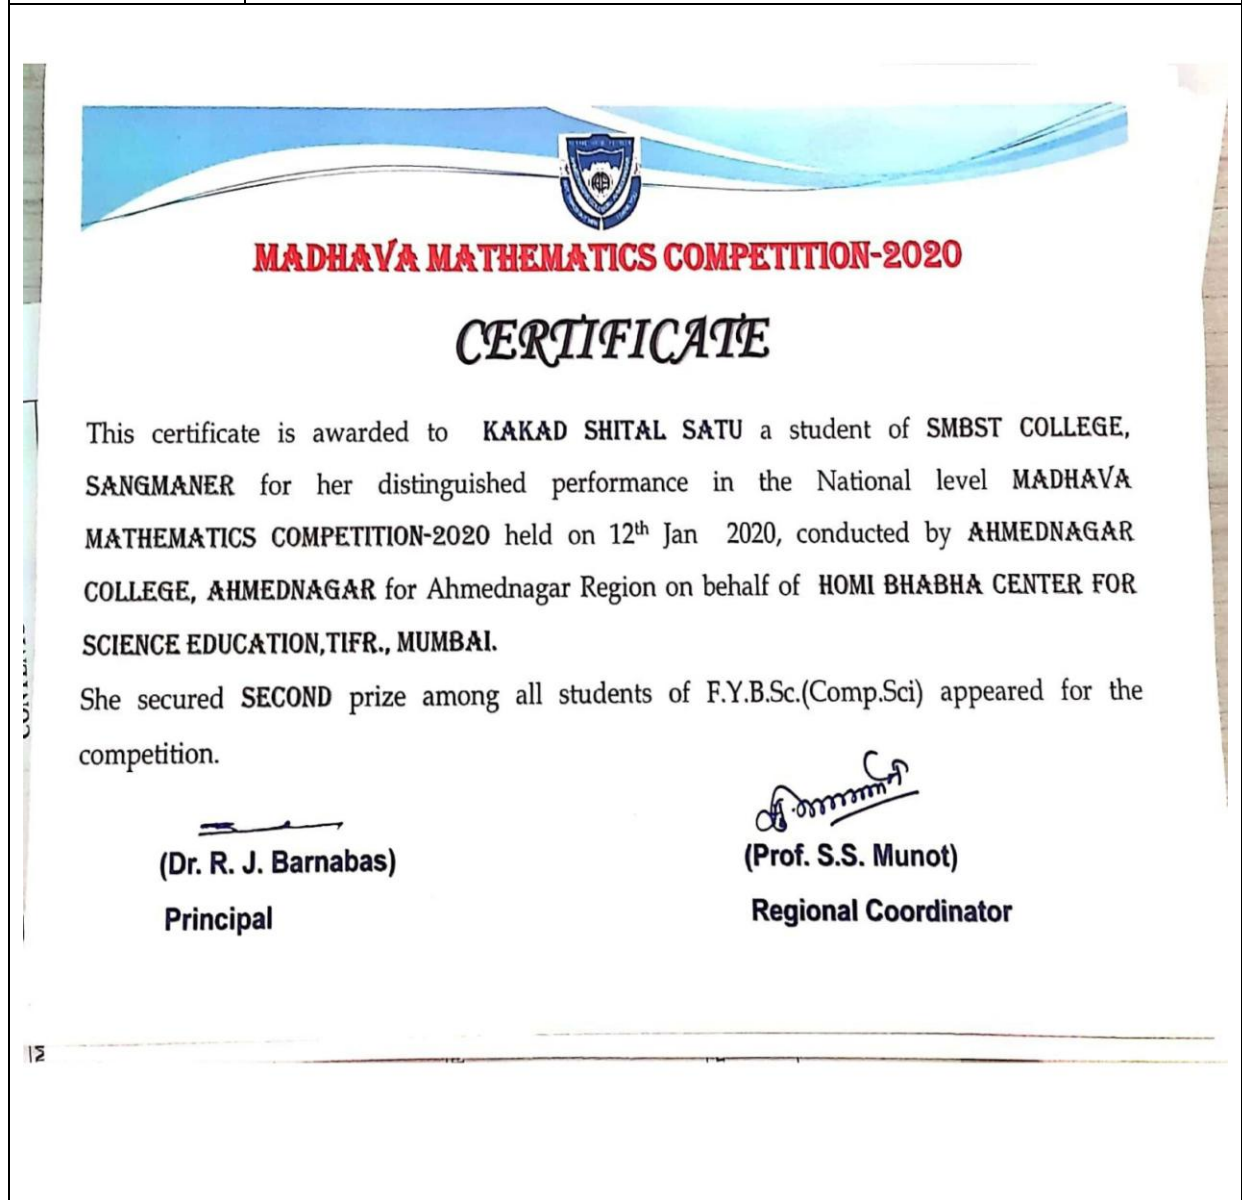 MADHAVA MATHEMATICS COMPETITION-2020
CERTIFICATE
This certificate is awarded to KAKAD SHITAL SATU a student of SMBST COLLEGE,
SANGMANER for her distinguished performance in the National level MADHAVA
MATHEMATICS COMPETITION-2020 held on 12th Jan 2020, conducted by AHMEDNAGAR
COLLEGE, AHMEDNAGAR for Ahmednagar Region on behalf of HOMI BHABHA CENTER FOR
SCIENCE EDUCATION,TIFR., MUMBAI.
She secured SECOND prize among all students of F.Y.B.Sc.(Comp.Sci) appeared for the
competition.
(Dr. R. J. Barnabas)
Principal
(Prof. S.S. Munot)
Regional Coordinator